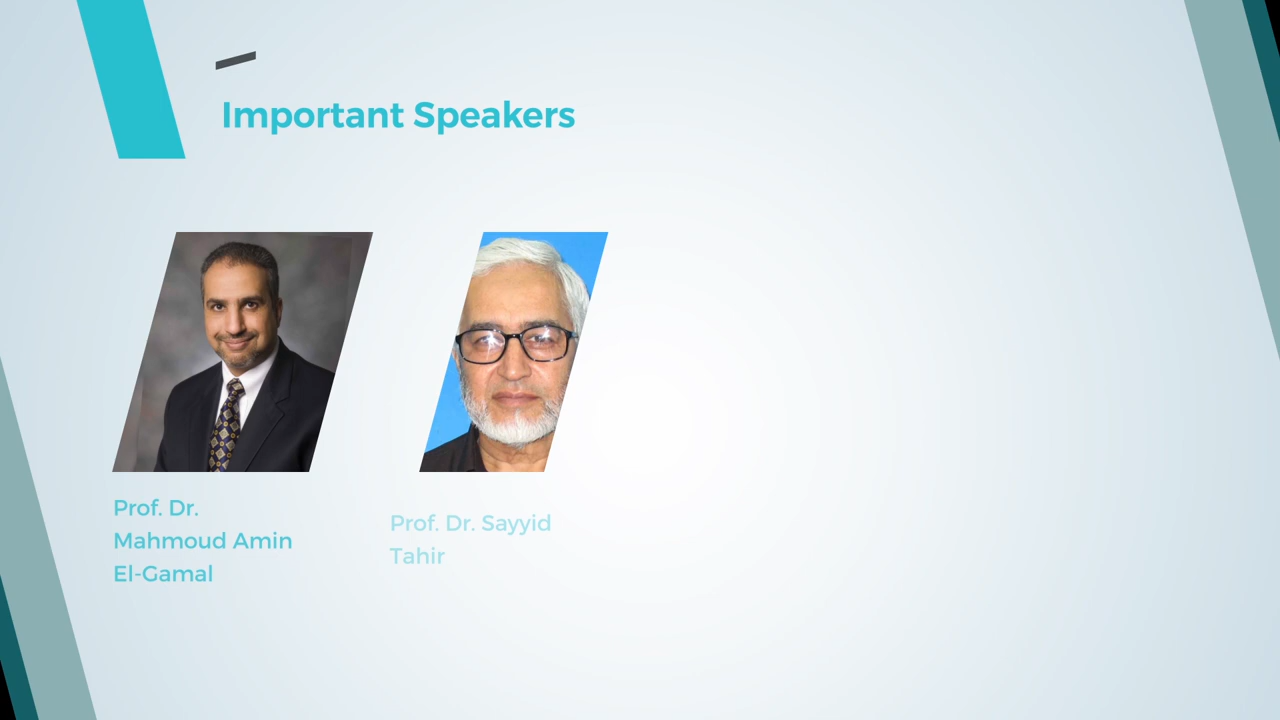 Important Speakers
Prof. Dr.
Mahmoud Amin
El-Gamal
Prof. Dr. Sayyid
Tahir